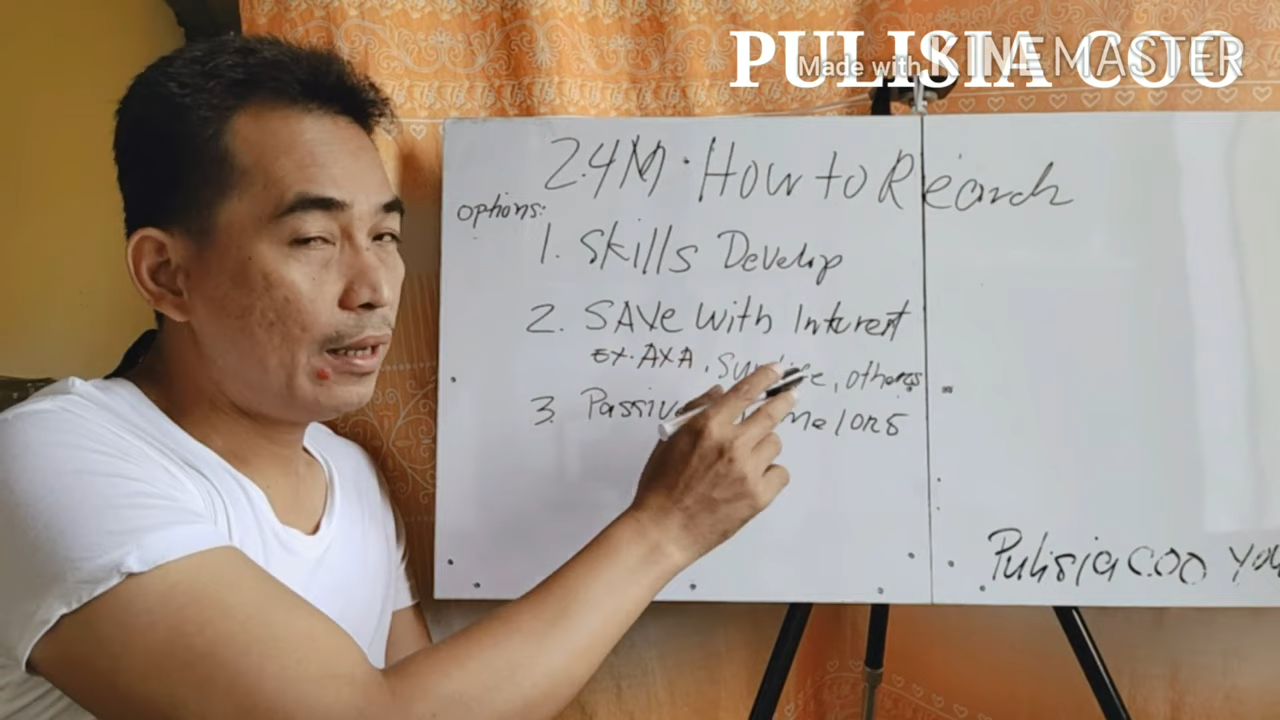 PULISIA COO
Made with KINEMASTER
2.4M. How to Reach
options:
1. Skills Develop
2. SAVE With Interest
EX. AXA, , others
3.
Pulisia coo